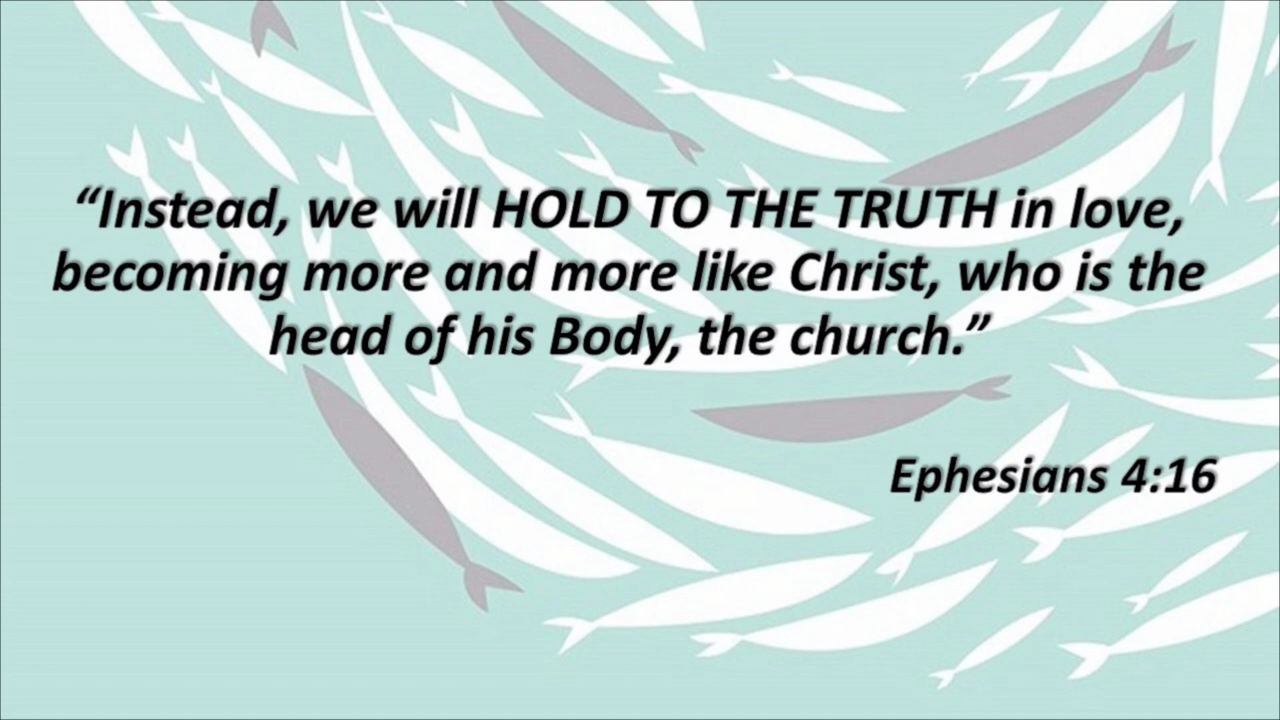 “Instead, we will HOLD TO THE TRUTH in love,
becoming more and more like Christ, who is the
head of his Body, the church.”
Ephesians 4:16